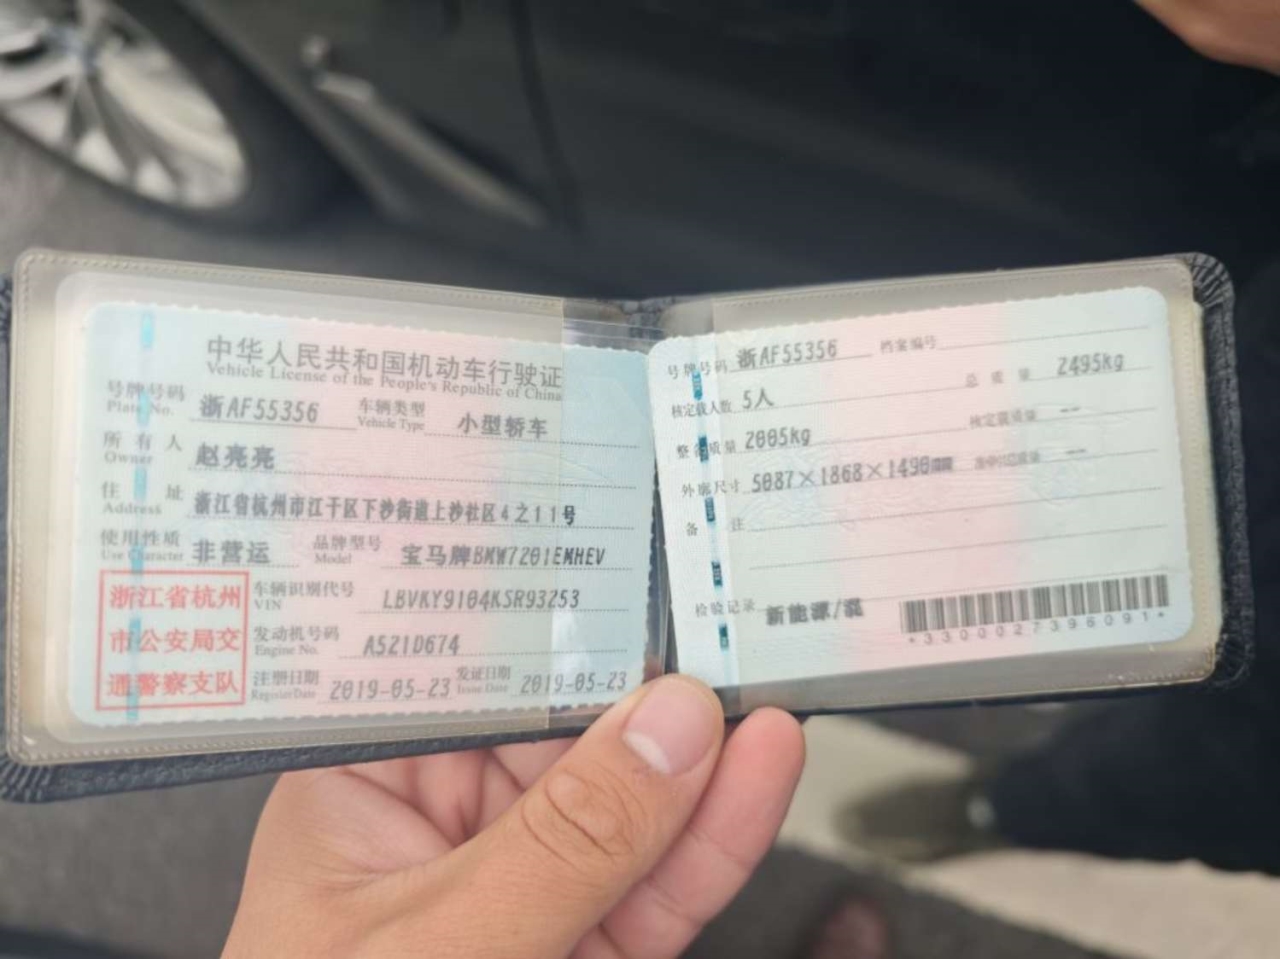 中华人民共和国机动车行驶证
Vehicle License of the People's Republic of China
号牌号码 Plate No. 浙AF55356 车辆类型 Vehicle Type 小型轿车
所有人 Owner 赵亮亮
住址 Address 浙江省杭州市江干区下沙街道上沙社区4之11号
使用性质 Use Character 非营运 品牌型号 Model 宝马牌BMW7201EMHEV
浙江省杭州
市公安局交
通警察支队
车辆识别代号 VIN LBVKY9104KSR93253
发动机号码 Engine No. A521D674
注册日期 Register Date 2019-05-23 发证日期 Issue Date 2019-05-23
号牌号码 浙AF55356 档案编号
核定载人数 5人 总质量 2495kg
整备质量 2005kg 核定载质量 --
外廓尺寸 5087×1868×1490mm --
备注
检验记录 新能源/混
*3300027396091*